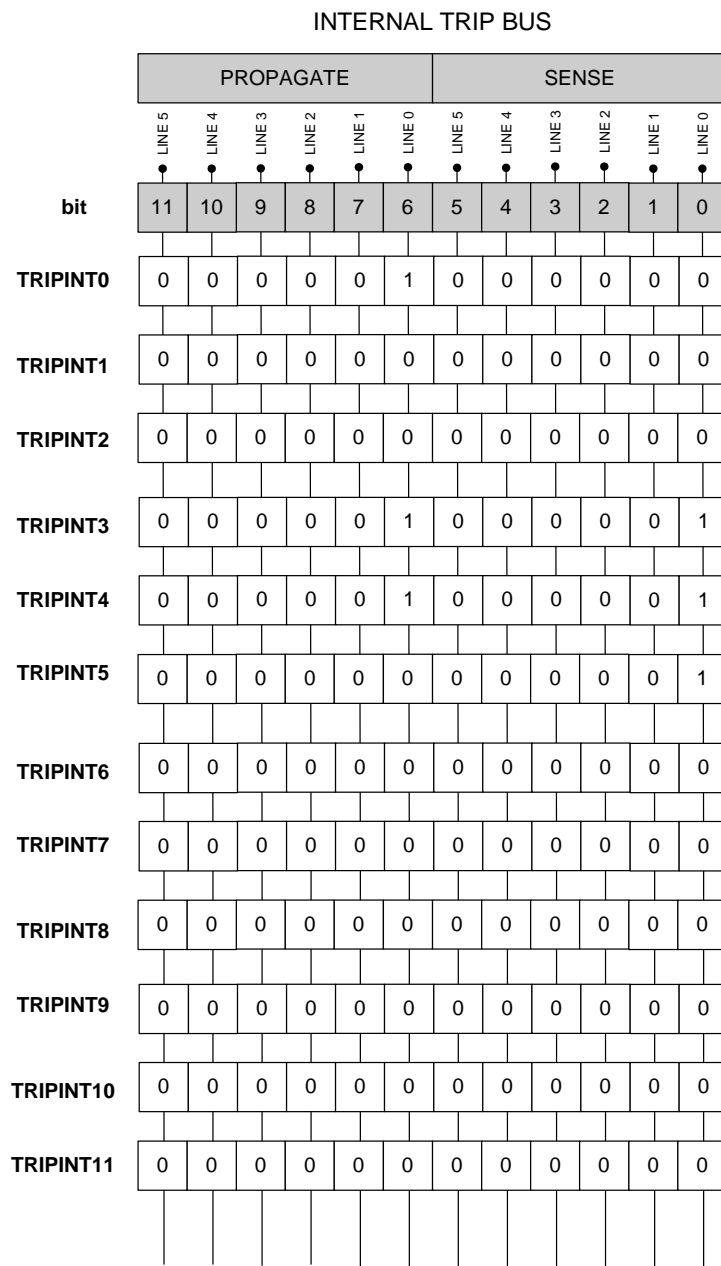 INTERNAL TRIP BUS
PROPAGATE SENSE
LINE 5 LINE 4 LINE 3 LINE 2 LINE 1 LINE 0 LINE 5 LINE 4 LINE 3 LINE 2 LINE 1 LINE 0
bit 11 10 9 8 7 6 5 4 3 2 1 0
TRIPINT0 0 0 0 0 0 1 0 0 0 0 0 0
TRIPINT1 0 0 0 0 0 0 0 0 0 0 0 0
TRIPINT2 0 0 0 0 0 0 0 0 0 0 0 0
TRIPINT3 0 0 0 0 0 1 0 0 0 0 0 1
TRIPINT4 0 0 0 0 0 1 0 0 0 0 0 1
TRIPINT5 0 0 0 0 0 0 0 0 0 0 0 1
TRIPINT6 0 0 0 0 0 0 0 0 0 0 0 0
TRIPINT7 0 0 0 0 0 0 0 0 0 0 0 0
TRIPINT8 0 0 0 0 0 0 0 0 0 0 0 0
TRIPINT9 0 0 0 0 0 0 0 0 0 0 0 0
TRIPINT10 0 0 0 0 0 0 0 0 0 0 0 0
TRIPINT11 0 0 0 0 0 0 0 0 0 0 0 0